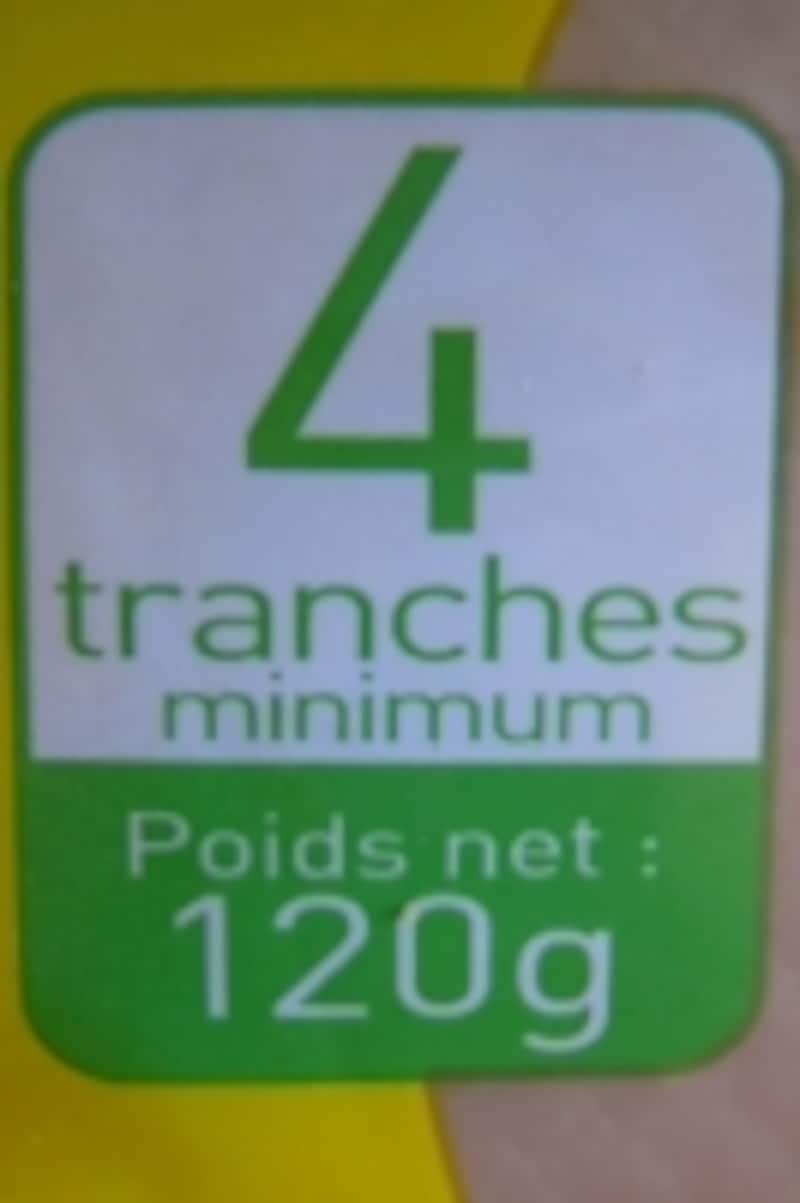 4
tranches
minimum
Poids net :
120g